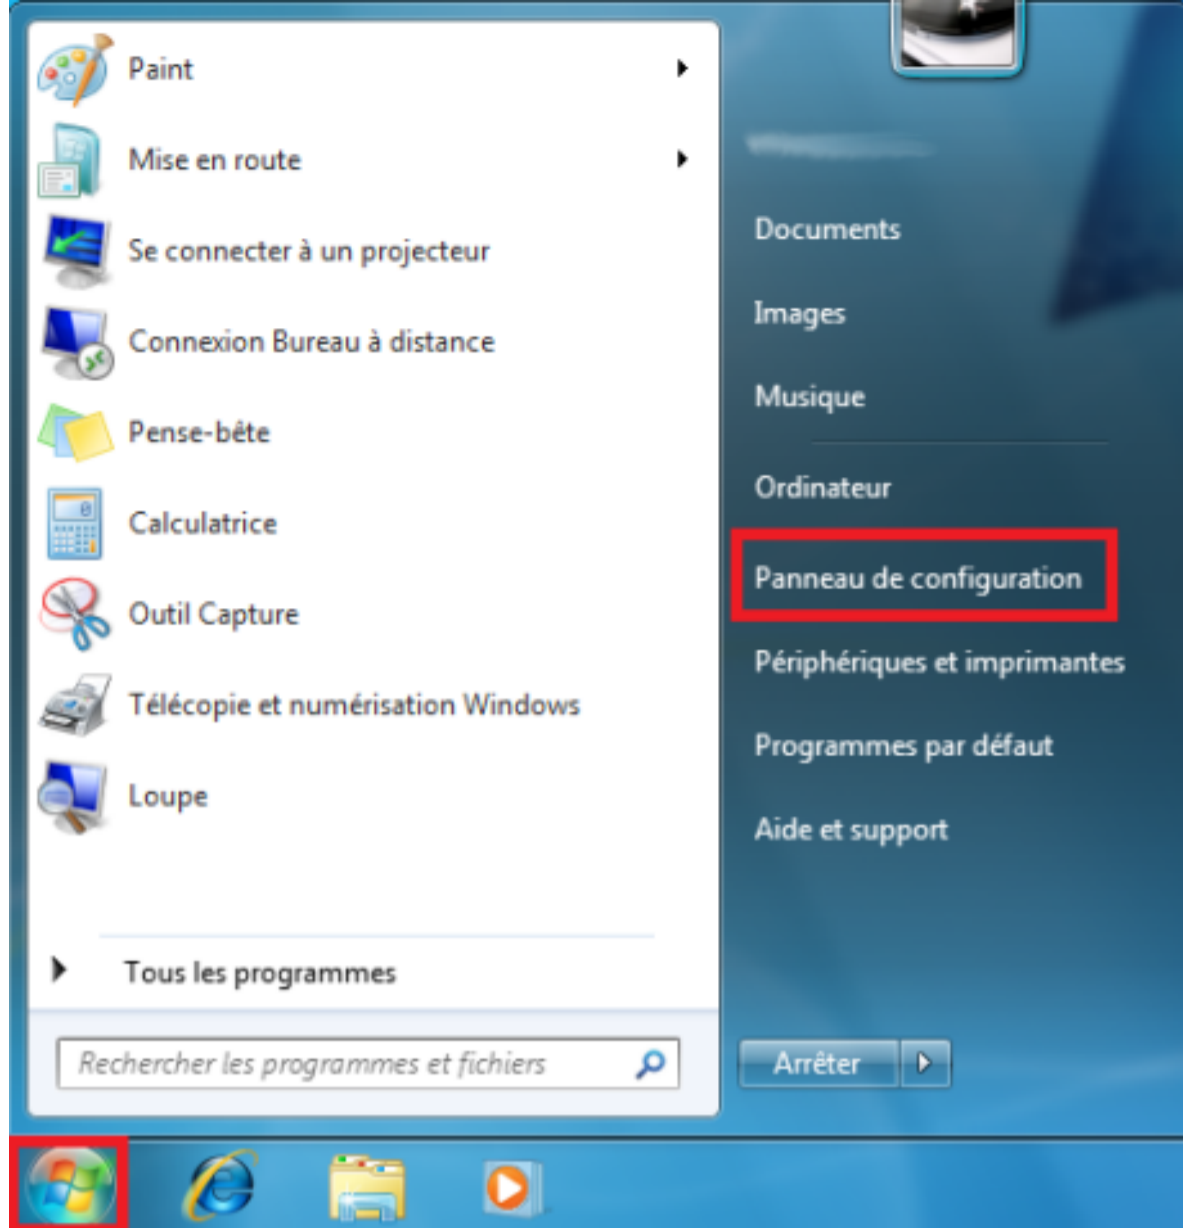 Paint
Mise en route
Se connecter à un projecteur
Connexion Bureau à distance
Pense-bête
Calculatrice
Outil Capture
Télécopie et numérisation Windows
Loupe
Tous les programmes
Rechercher les programmes et fichiers
Documents
Images
Musique
Ordinateur
Panneau de configuration
Périphériques et imprimantes
Programmes par défaut
Aide et support
Arrêter